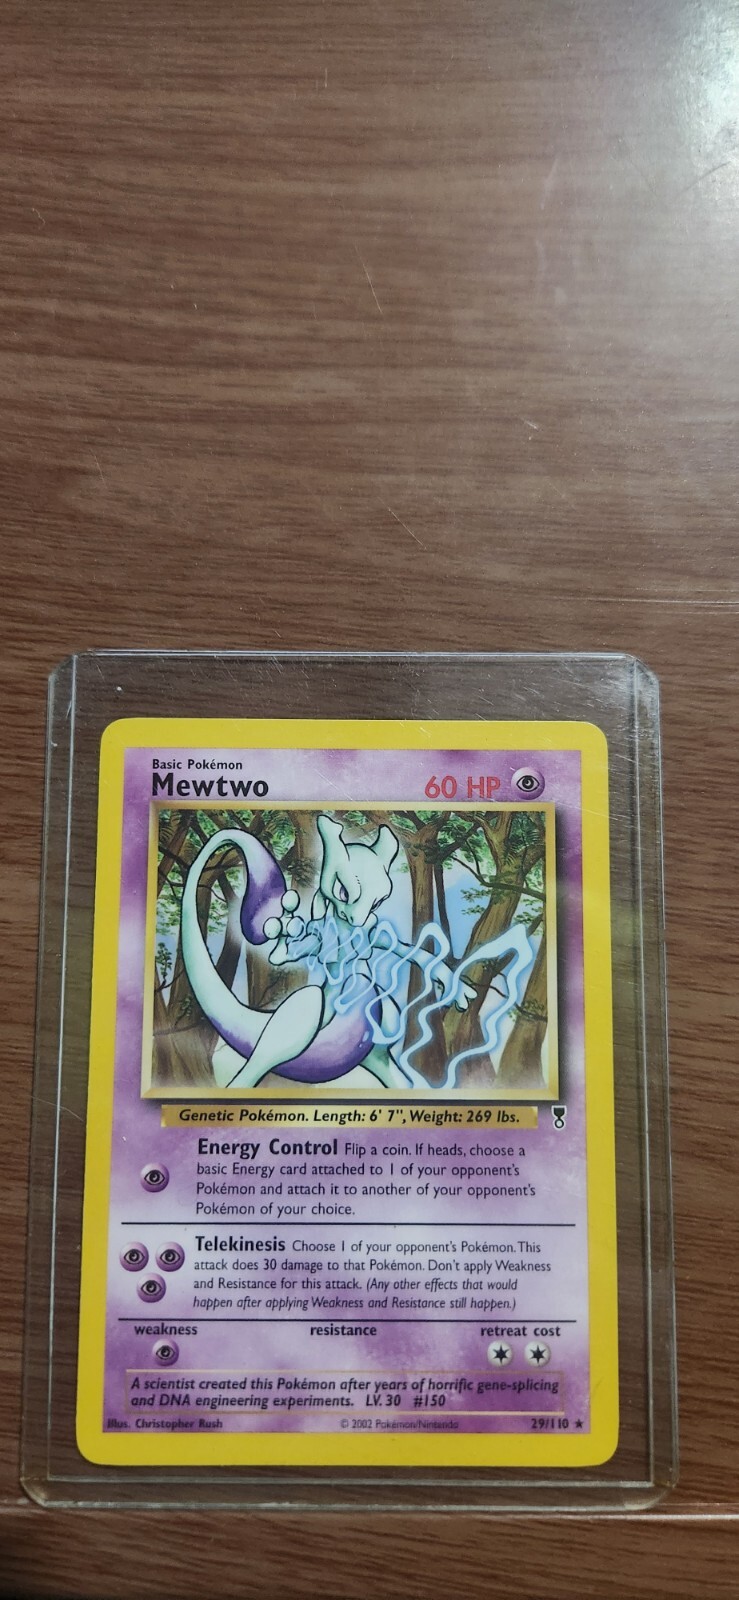 Basic Pokémon
Mewtwo 60 HP
Genetic Pokémon. Length: 6' 7", Weight: 269 lbs.
Energy Control Flip a coin. If heads, choose a
basic Energy card attached to 1 of your opponent's
Pokémon and attach it to another of your opponent's
Pokémon of your choice.
Telekinesis Choose 1 of your opponent's Pokémon. This
attack does 30 damage to that Pokémon. Don't apply Weakness
and Resistance for this attack. (Any other effects that would
happen after applying Weakness and Resistance still happen.)
weakness resistance retreat cost
A scientist created this Pokémon after years of horrific gene-splicing
and DNA engineering experiments. LV. 30 #150
Illus. Christopher Rush © 2002 Pokémon/Nintendo 29/110 ★